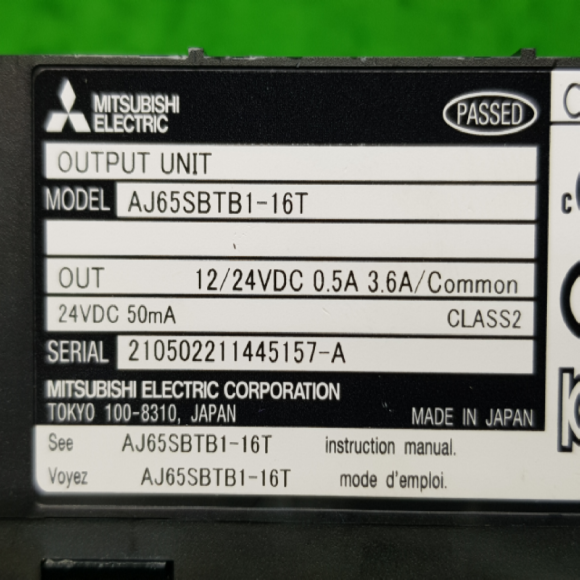 MITSUBISHI
ELECTRIC
PASSED
OUTPUT UNIT
MODEL AJ65SBTB1-16T
OUT 12/24VDC 0.5A 3.6A/Common
24VDC 50mA CLASS2
SERIAL 210502211445157-A
MITSUBISHI ELECTRIC CORPORATION
TOKYO 100-8310, JAPAN MADE IN JAPAN
See AJ65SBTB1-16T instruction manual.
Voyez AJ65SBTB1-16T mode d'emploi.